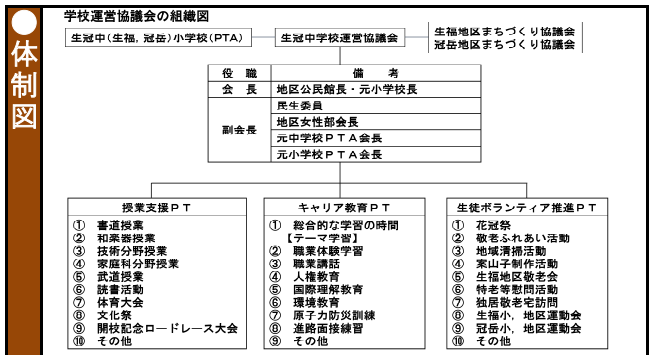 ●体制図
学校運営協議会の組織図
生冠中(生福, 冠岳)小学校(PTA)
生冠中学校運営協議会
生福地区まちづくり協議会
冠岳地区まちづくり協議会
役 職 備 考
会 長 地区公民館長・元小学校長
副会長
民生委員
地区女性部会長
元中学校PTA会長
元小学校PTA会長
授業支援PT
① 書道授業
② 和楽器授業
③ 技術分野授業
④ 家庭科分野授業
⑤ 武道授業
⑥ 読書活動
⑦ 体育大会
⑧ 文化祭
⑨ 開校記念ロードレース大会
⑩ その他
キャリア教育PT
① 総合的な学習の時間
【テーマ学習】
② 職業体験学習
③ 職業講話
④ 人権教育
⑤ 国際理解教育
⑥ 環境教育
⑦ 原子力防災訓練
⑧ 進路面接練習
⑨ その他
生徒ボランティア推進PT
① 花冠祭
② 敬老ふれあい活動
③ 地域清掃活動
④ 案山子制作活動
⑤ 生福地区敬老会
⑥ 特老等慰問活動
⑦ 独居敬老宅訪問
⑧ 生福小, 地区運動会
⑨ 冠岳小, 地区運動会
⑩ その他